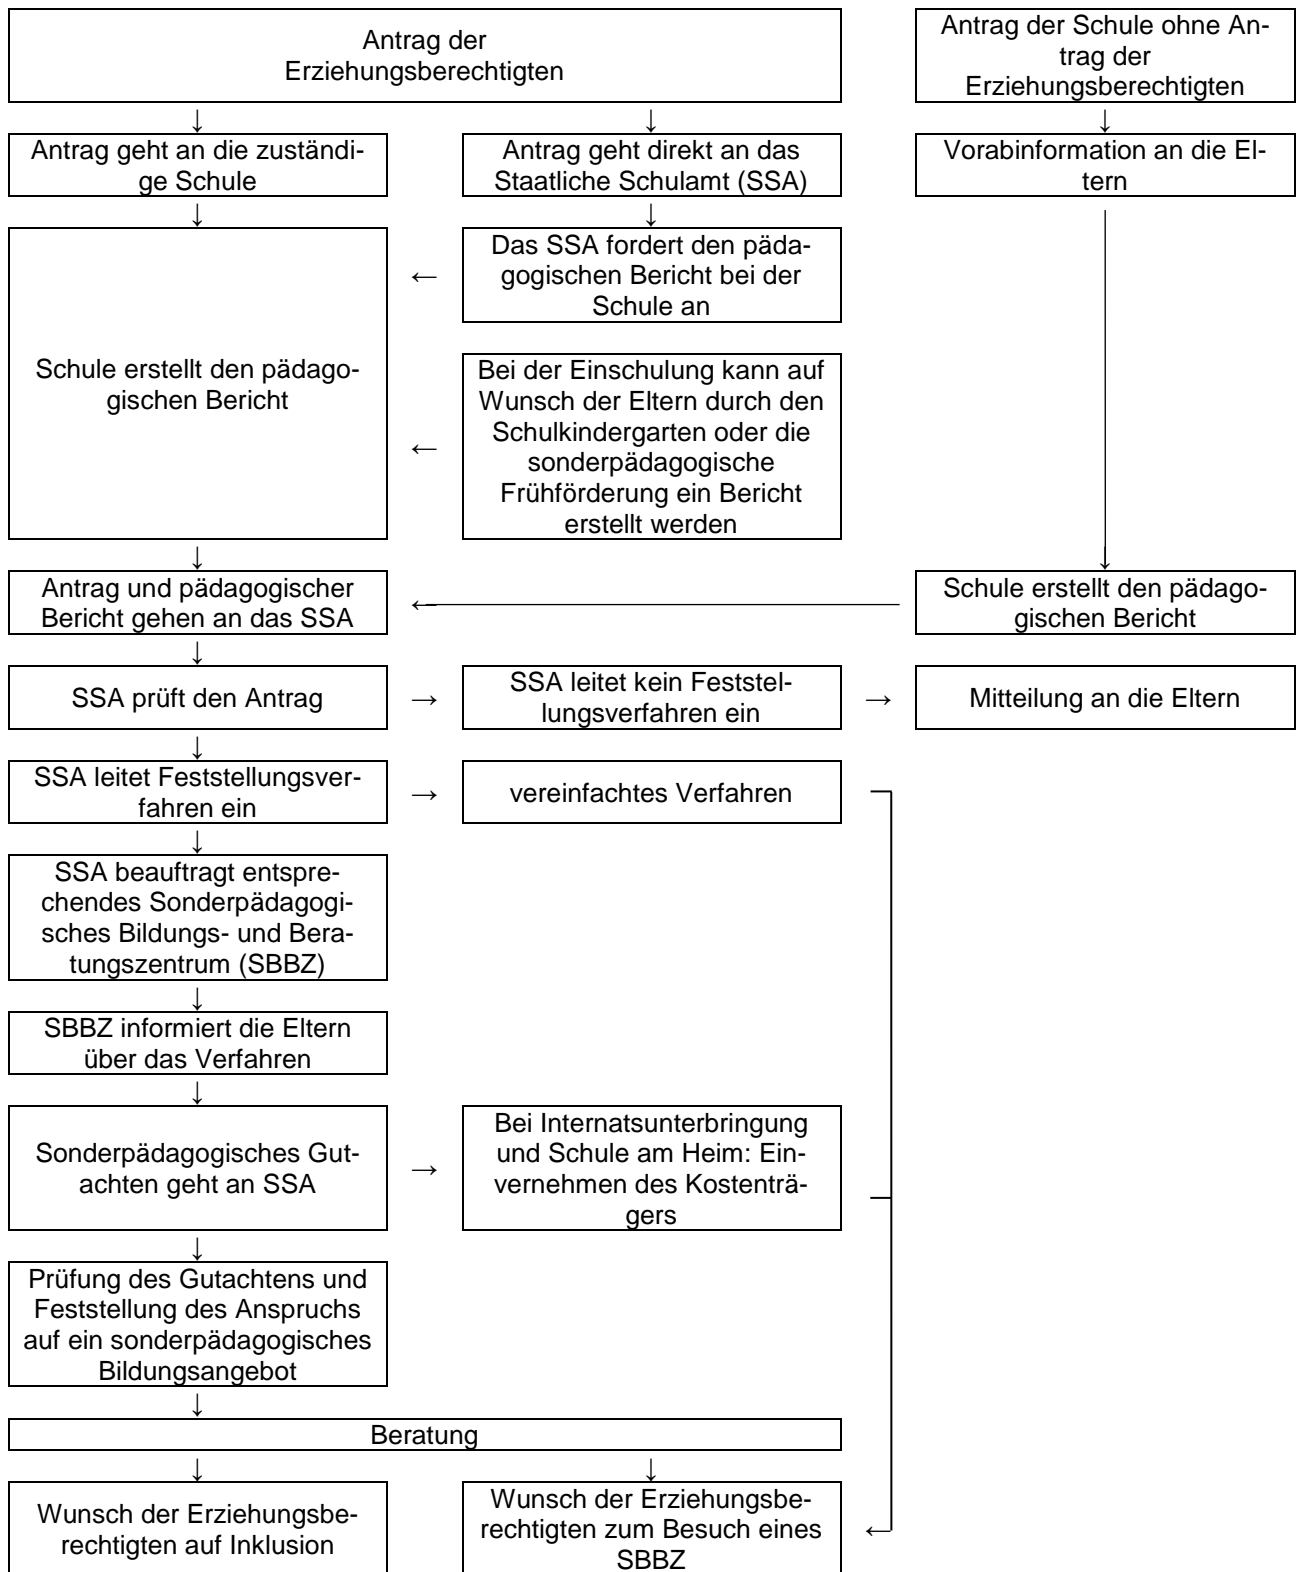 Antrag der
Erziehungsberechtigten
Antrag der Schule ohne An-
trag der
Erziehungsberechtigten
↓
↓
↓
Antrag geht an die zuständi-
ge Schule
Antrag geht direkt an das
Staatliche Schulamt (SSA)
Vorabinformation an die El-
tern
↓
↓
Schule erstellt den pädago-
gischen Bericht
←
Das SSA fordert den päda-
gogischen Bericht bei der
Schule an
←
Bei der Einschulung kann auf
Wunsch der Eltern durch den
Schulkindergarten oder die
sonderpädagogische
Frühförderung ein Bericht
erstellt werden
↓
↓
Antrag und pädagogischer
Bericht gehen an das SSA
←
Schule erstellt den pädago-
gischen Bericht
↓
SSA prüft den Antrag
→
SSA leitet kein Feststel-
lungsverfahren ein
→
Mitteilung an die Eltern
↓
SSA leitet Feststellungsver-
fahren ein
→
vereinfachtes Verfahren
↓
SSA beauftragt entspre-
chendes Sonderpädagogi-
sches Bildungs- und Bera-
tungszentrum (SBBZ)
↓
SBBZ informiert die Eltern
über das Verfahren
↓
Sonderpädagogisches Gut-
achten geht an SSA
→
Bei Internatsunterbringung
und Schule am Heim: Ein-
vernehmen des Kostenträ-
gers
↓
Prüfung des Gutachtens und
Feststellung des Anspruchs
auf ein sonderpädagogisches
Bildungsangebot
↓
Beratung
↓
↓
Wunsch der Erziehungsbe-
rechtigten auf Inklusion
Wunsch der Erziehungsbe-
rechtigten zum Besuch eines
SBBZ
←